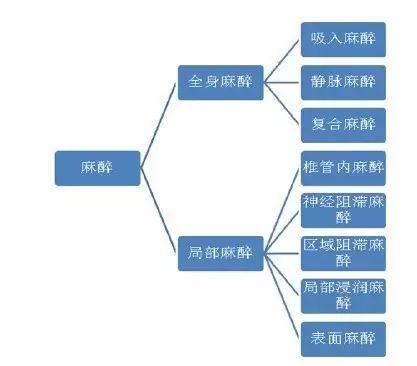 吸入麻醉
全身麻醉
静脉麻醉
复合麻醉
麻醉
椎管内麻醉
神经阻滞麻
醉
局部麻醉
区域阻滞麻
醉
局部浸润麻
醉
表面麻醉